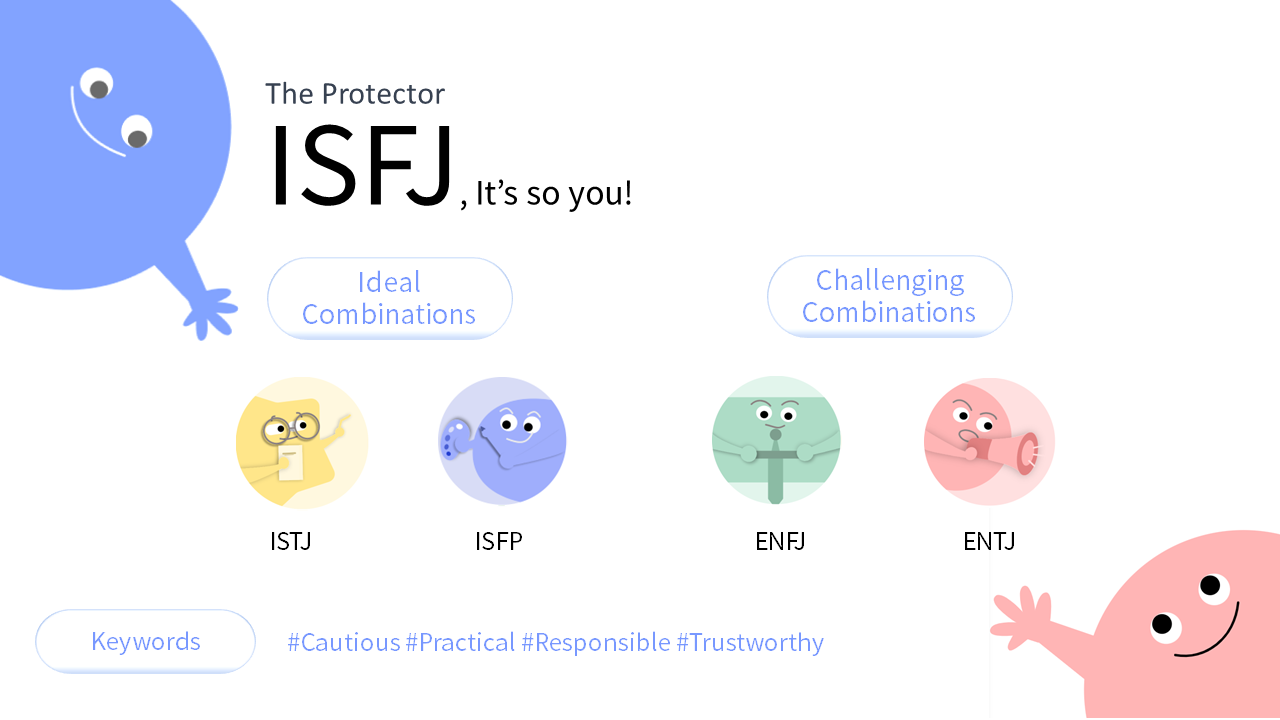 The Protector
ISFJ, It’s so you!
Ideal
Combinations
Challenging
Combinations
ISTJ
ISFP
ENFJ
ENTJ
Keywords
#Cautious #Practical #Responsible #Trustworthy